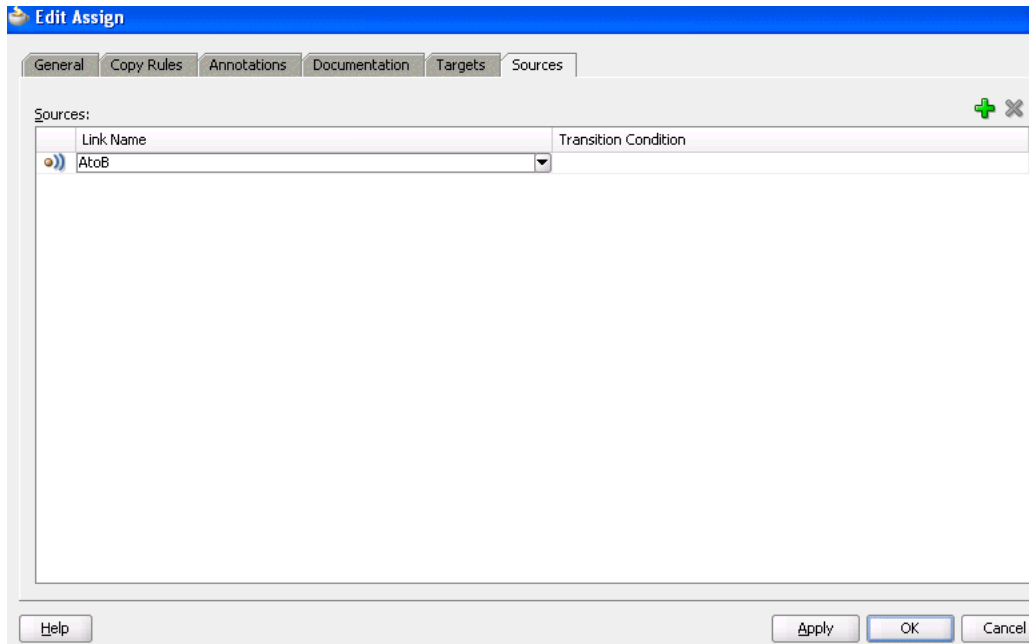 Edit Assign
General Copy Rules Annotations Documentation Targets Sources
Sources:
Link Name Transition Condition
AtoB
Help Apply OK Cancel